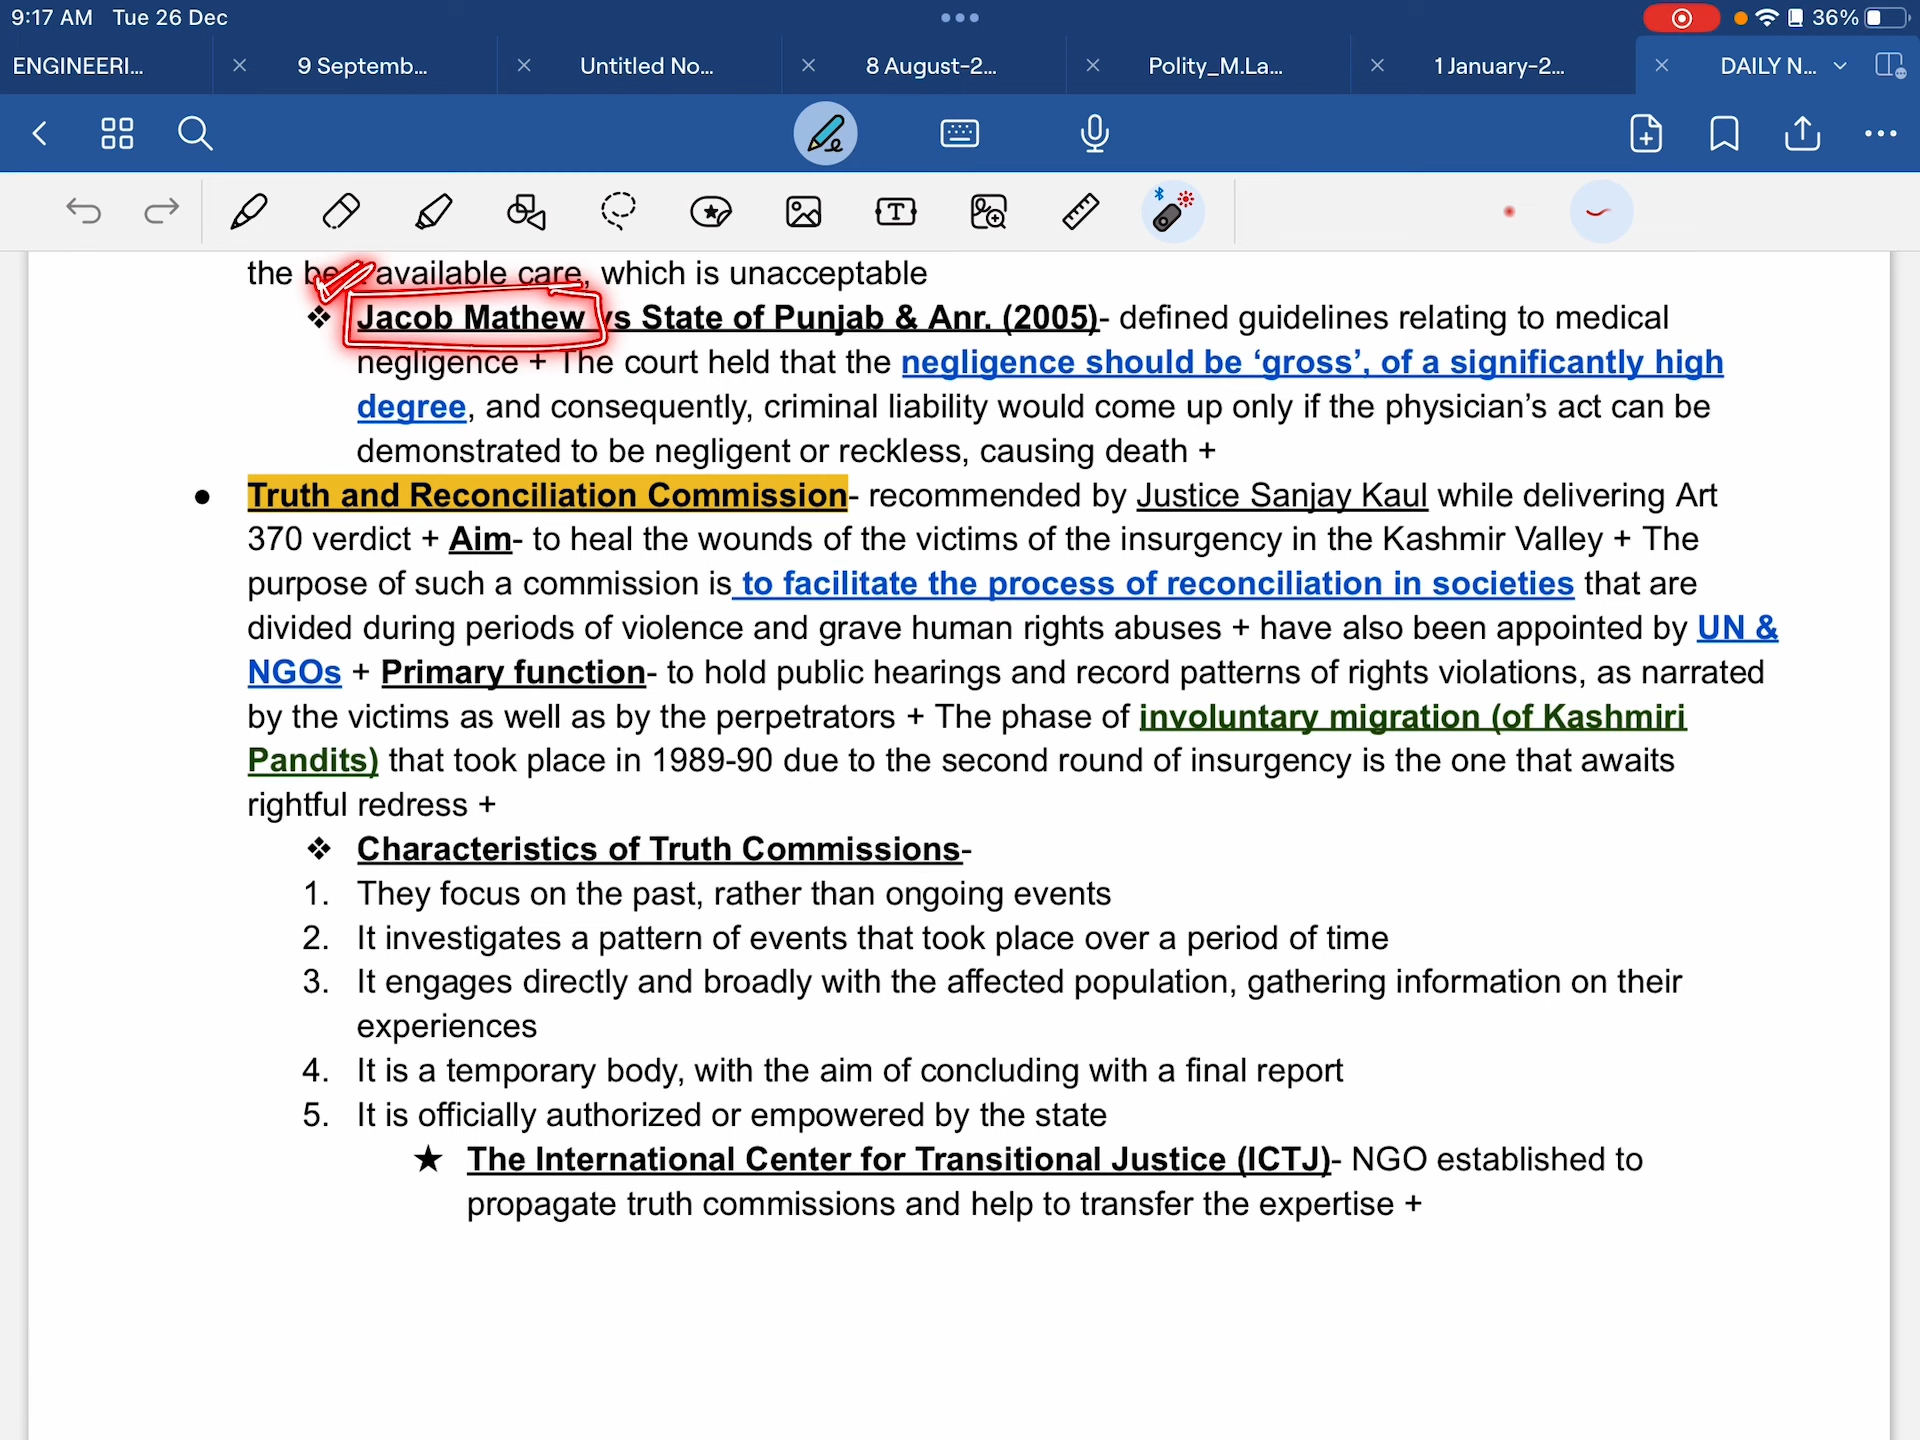 9:17 AM Tue 26 Dec
36%
ENGINEERI...
9 Septemb...
Untitled No...
8 August-2...
Polity_M.La...
1 January-2...
DAILY N...
the available care, which is unacceptable
❖ Jacob Mathew vs State of Punjab & Anr. (2005)- defined guidelines relating to medical
negligence + The court held that the negligence should be ‘gross’, of a significantly high
degree, and consequently, criminal liability would come up only if the physician’s act can be
demonstrated to be negligent or reckless, causing death +
● Truth and Reconciliation Commission- recommended by Justice Sanjay Kaul while delivering Art
370 verdict + Aim- to heal the wounds of the victims of the insurgency in the Kashmir Valley + The
purpose of such a commission is to facilitate the process of reconciliation in societies that are
divided during periods of violence and grave human rights abuses + have also been appointed by UN &
NGOs + Primary function- to hold public hearings and record patterns of rights violations, as narrated
by the victims as well as by the perpetrators + The phase of involuntary migration (of Kashmiri
Pandits) that took place in 1989-90 due to the second round of insurgency is the one that awaits
rightful redress +
❖ Characteristics of Truth Commissions-
1. They focus on the past, rather than ongoing events
2. It investigates a pattern of events that took place over a period of time
3. It engages directly and broadly with the affected population, gathering information on their
experiences
4. It is a temporary body, with the aim of concluding with a final report
5. It is officially authorized or empowered by the state
★ The International Center for Transitional Justice (ICTJ)- NGO established to
propagate truth commissions and help to transfer the expertise +